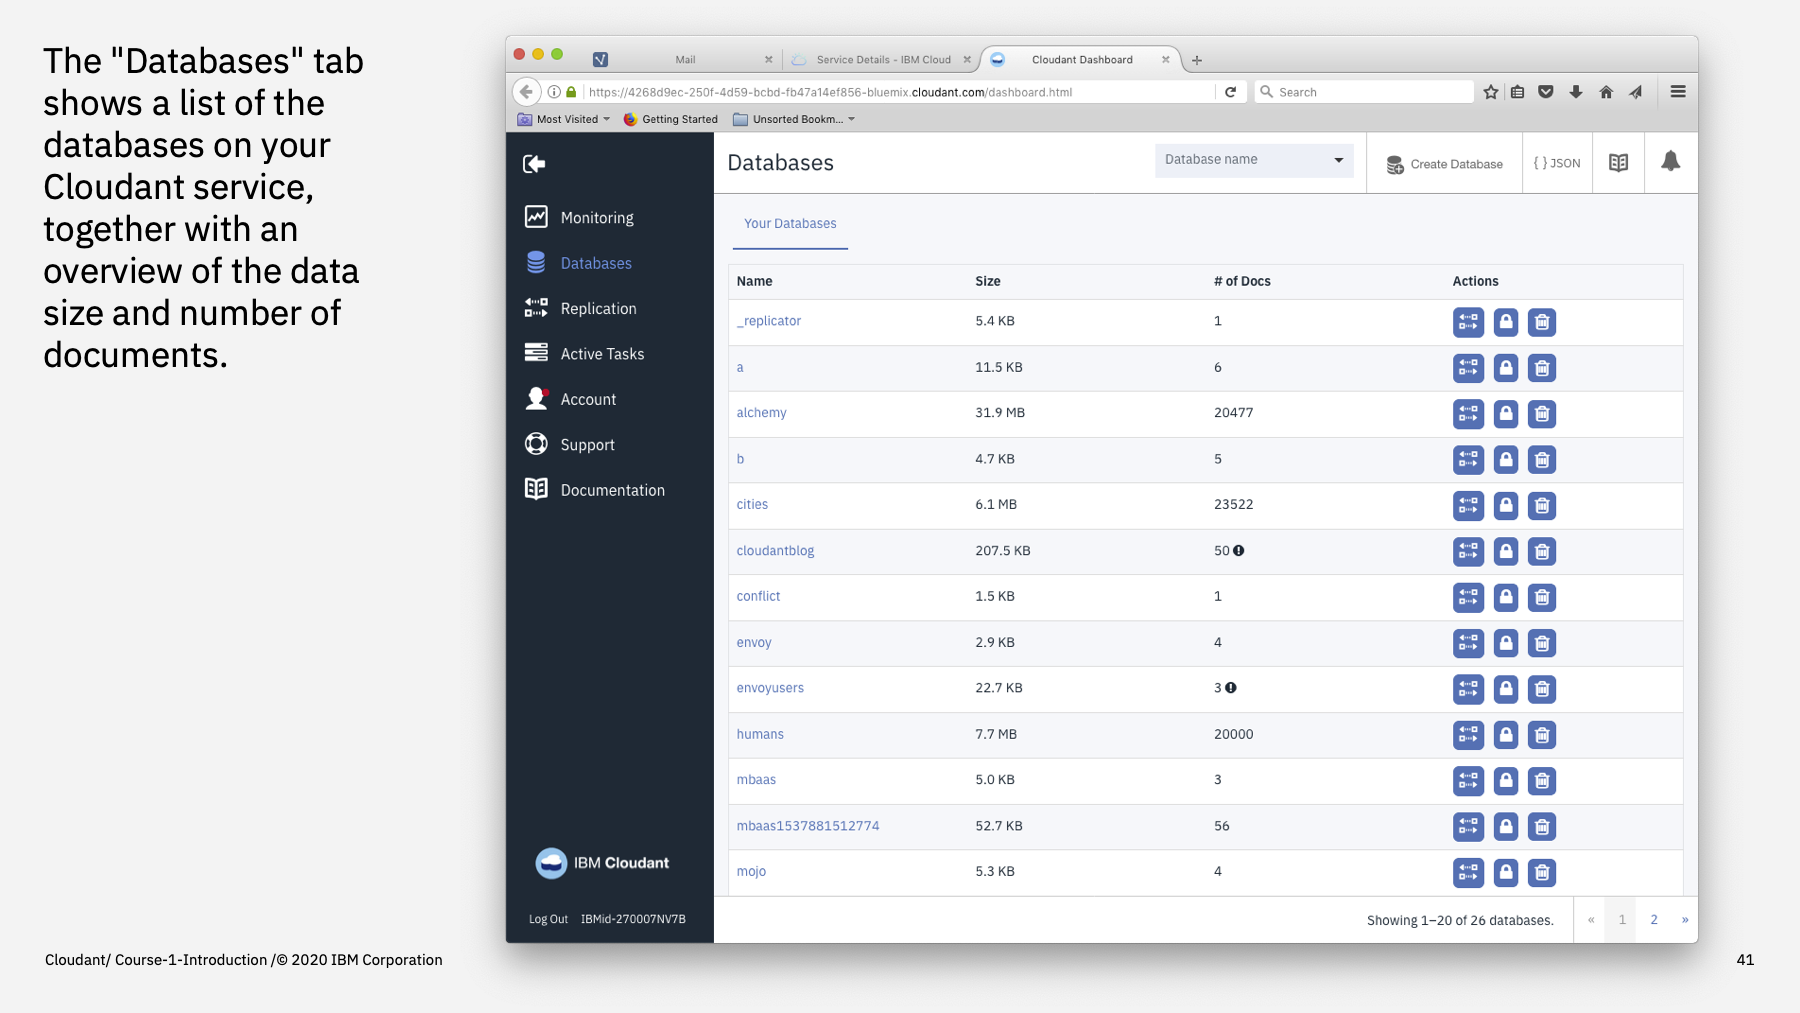 The "Databases" tab
shows a list of the
databases on your
Cloudant service,
together with an
overview of the data
size and number of
documents.
Mail
Service Details - IBM Cloud
Cloudant Dashboard
https://4268d9ec-250f-4d59-bcbd-fb47a14ef856-bluemix.cloudant.com/dashboard.html
Search
Most Visited
Getting Started
Unsorted Bookm...
Databases
Database name
Create Database
{ } JSON
Monitoring
Databases
Replication
Active Tasks
Account
Support
Documentation
IBM Cloudant
Log Out IBMid-270007NV7B
Your Databases
Name Size # of Docs Actions
_replicator 5.4 KB 1
a 11.5 KB 6
alchemy 31.9 MB 20477
b 4.7 KB 5
cities 6.1 MB 23522
cloudantblog 207.5 KB 50
conflict 1.5 KB 1
envoy 2.9 KB 4
envoyusers 22.7 KB 3
humans 7.7 MB 20000
mbaas 5.0 KB 3
mbaas1537881512774 52.7 KB 56
mojo 5.3 KB 4
Showing 1–20 of 26 databases. « 1 2 »
Cloudant/ Course-1-Introduction /© 2020 IBM Corporation
41